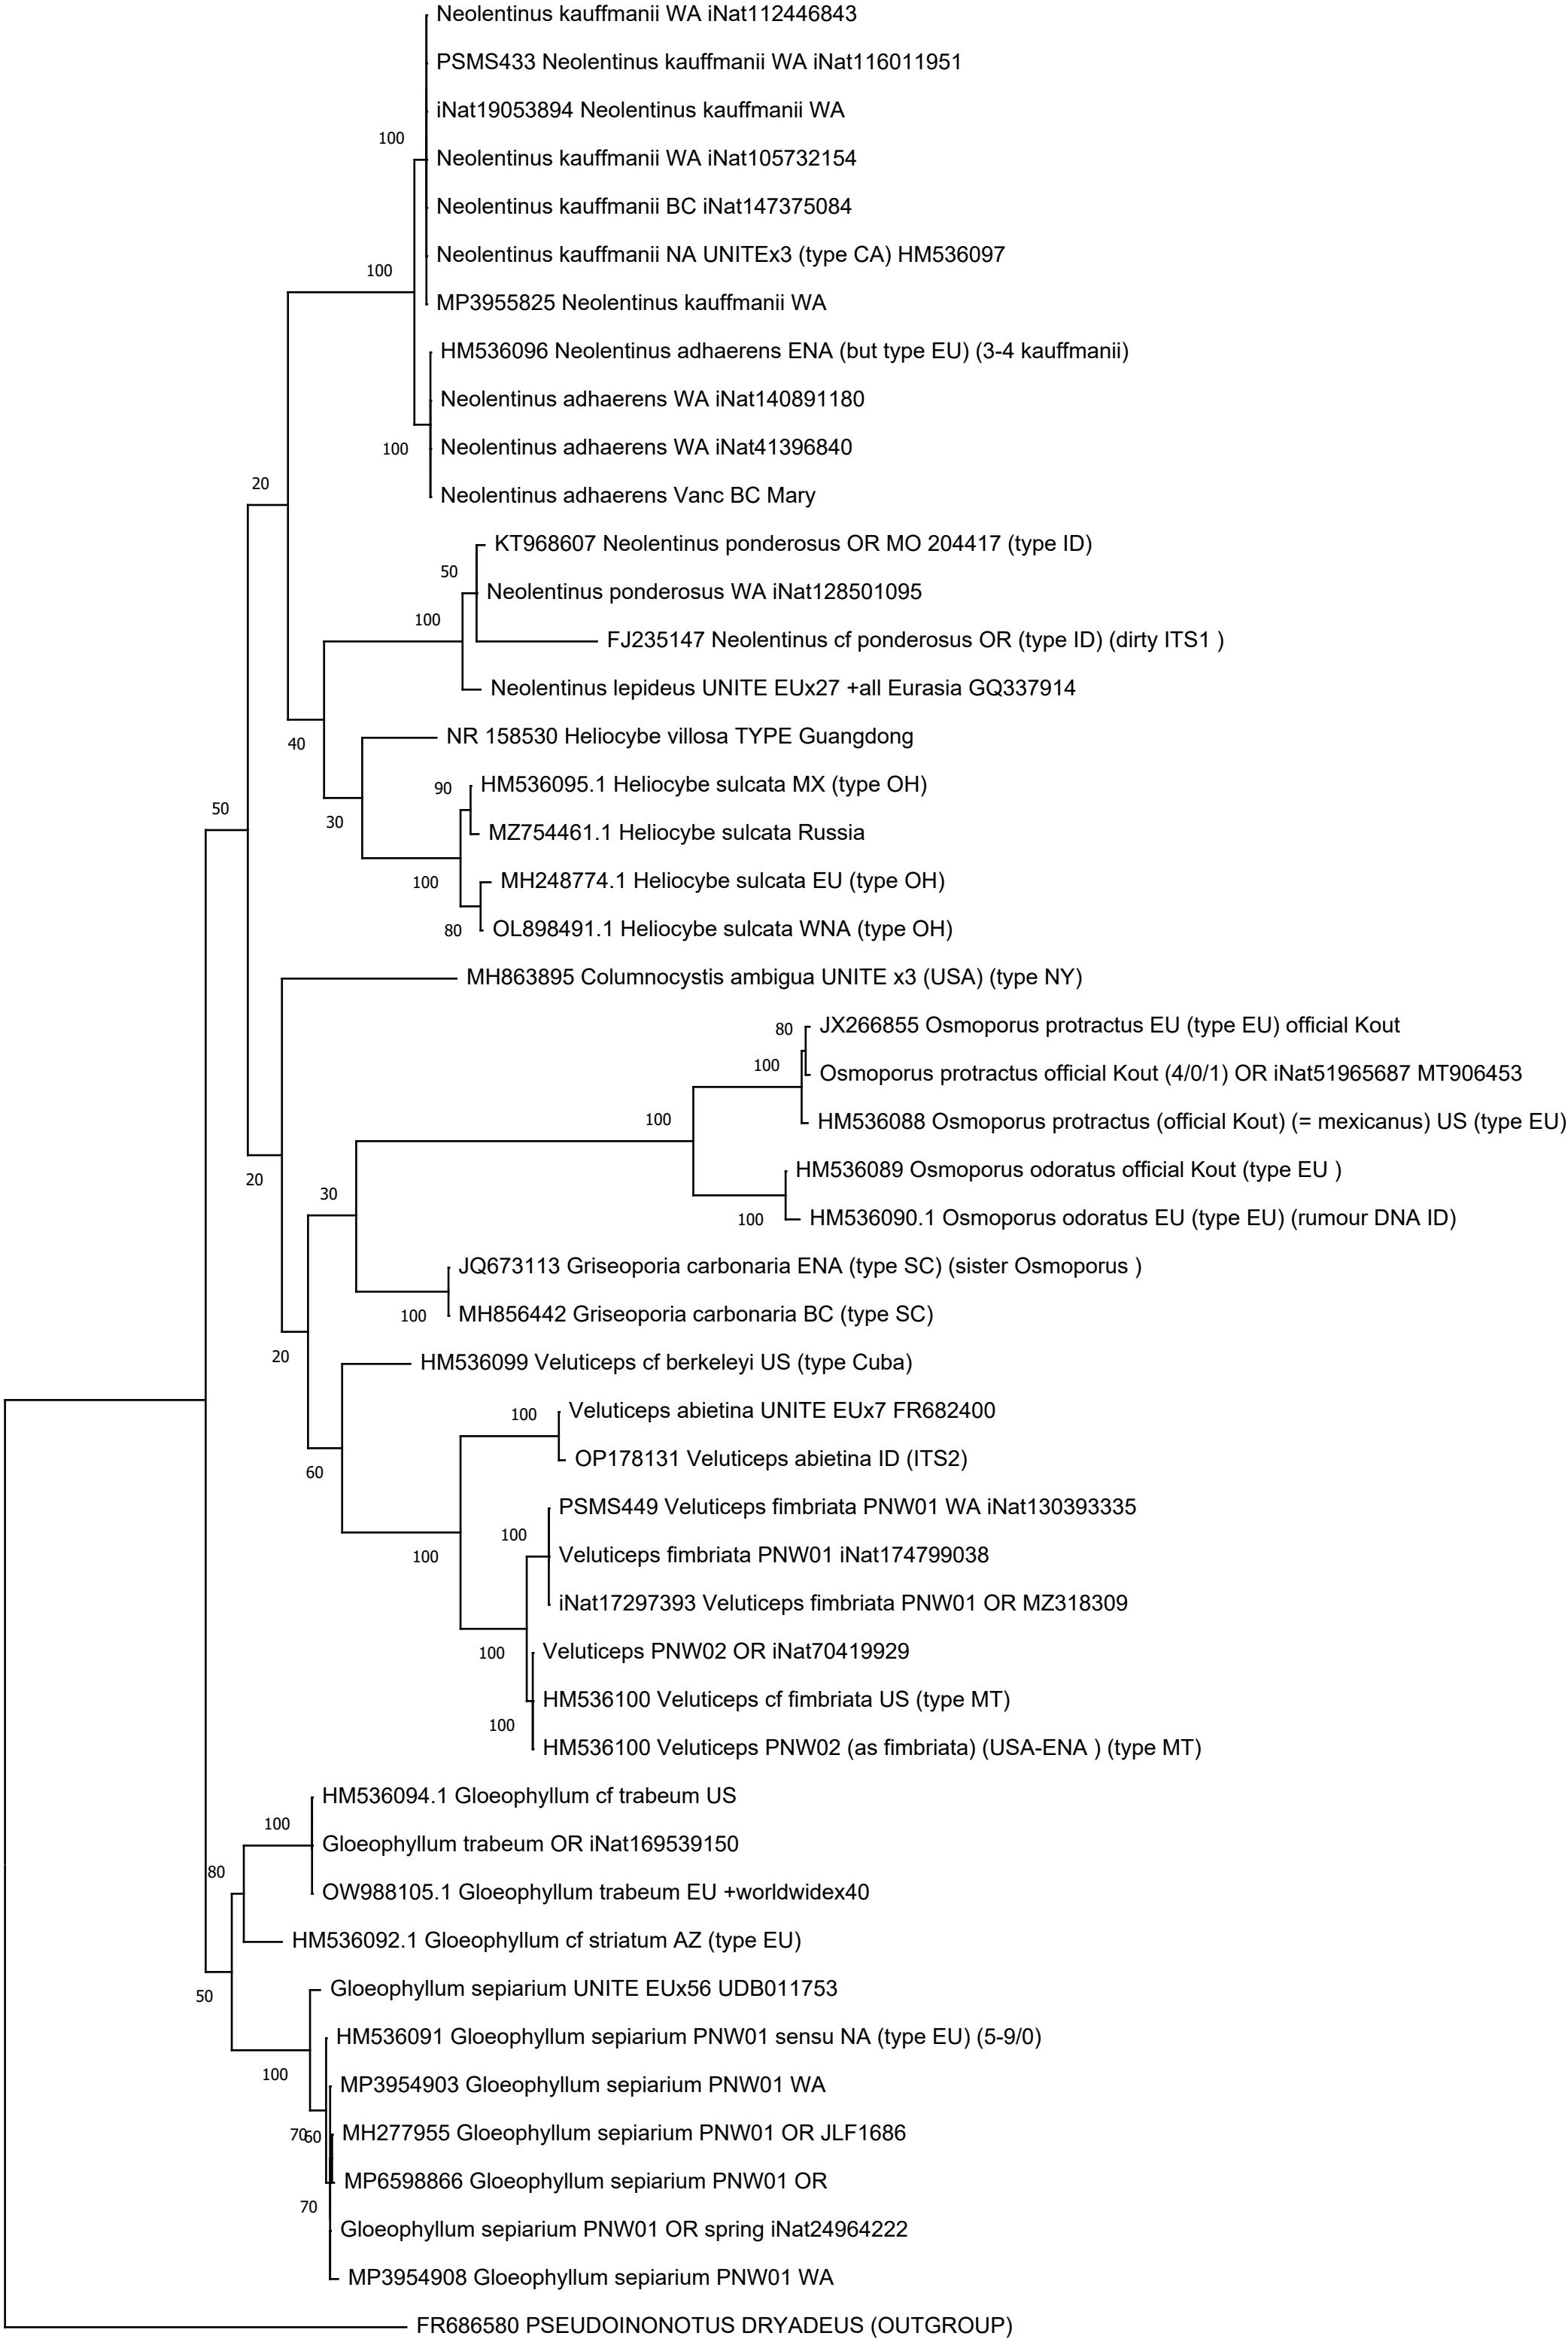 Neolentinus kauffmanii WA iNat112446843
PSMS433 Neolentinus kauffmanii WA iNat116011951
iNat19053894 Neolentinus kauffmanii WA
100
Neolentinus kauffmanii WA iNat105732154
Neolentinus kauffmanii BC iNat147375084
Neolentinus kauffmanii NA UNITEx3 (type CA) HM536097
100
MP3955825 Neolentinus kauffmanii WA
HM536096 Neolentinus adhaerens ENA (but type EU) (3-4 kauffmanii)
Neolentinus adhaerens WA iNat140891180
Neolentinus adhaerens WA iNat41396840
100
20
Neolentinus adhaerens Vanc BC Mary
KT968607 Neolentinus ponderosus OR MO 204417 (type ID)
50
Neolentinus ponderosus WA iNat128501095
100
FJ235147 Neolentinus cf ponderosus OR (type ID) (dirty ITS1 )
Neolentinus lepideus UNITE EUx27 +all Eurasia GQ337914
40
NR 158530 Heliocybe villosa TYPE Guangdong
90
HM536095.1 Heliocybe sulcata MX (type OH)
50
30
MZ754461.1 Heliocybe sulcata Russia
100
MH248774.1 Heliocybe sulcata EU (type OH)
80
OL898491.1 Heliocybe sulcata WNA (type OH)
MH863895 Columnocystis ambigua UNITE x3 (USA) (type NY)
80
JX266855 Osmoporus protractus EU (type EU) official Kout
100
Osmoporus protractus official Kout (4/0/1) OR iNat51965687 MT906453
100
HM536088 Osmoporus protractus (official Kout) (= mexicanus) US (type EU)
20
30
HM536089 Osmoporus odoratus official Kout (type EU )
100
HM536090.1 Osmoporus odoratus EU (type EU) (rumour DNA ID)
JQ673113 Griseoporia carbonaria ENA (type SC) (sister Osmoporus )
100
MH856442 Griseoporia carbonaria BC (type SC)
20
HM536099 Veluticeps cf berkeleyi US (type Cuba)
100
Veluticeps abietina UNITE EUx7 FR682400
60
OP178131 Veluticeps abietina ID (ITS2)
PSMS449 Veluticeps fimbriata PNW01 WA iNat130393335
100
100
Veluticeps fimbriata PNW01 iNat174799038
iNat17297393 Veluticeps fimbriata PNW01 OR MZ318309
100
Veluticeps PNW02 OR iNat70419929
HM536100 Veluticeps cf fimbriata US (type MT)
100
HM536100 Veluticeps PNW02 (as fimbriata) (USA-ENA ) (type MT)
HM536094.1 Gloeophyllum cf trabeum US
100
Gloeophyllum trabeum OR iNat169539150
80
OW988105.1 Gloeophyllum trabeum EU +worldwidex40
HM536092.1 Gloeophyllum cf striatum AZ (type EU)
50
Gloeophyllum sepiarium UNITE EUx56 UDB011753
HM536091 Gloeophyllum sepiarium PNW01 sensu NA (type EU) (5-9/0)
100
MP3954903 Gloeophyllum sepiarium PNW01 WA
70
60
MH277955 Gloeophyllum sepiarium PNW01 OR JLF1686
MP6598866 Gloeophyllum sepiarium PNW01 OR
70
Gloeophyllum sepiarium PNW01 OR spring iNat24964222
MP3954908 Gloeophyllum sepiarium PNW01 WA
FR686580 PSEUDOINONOTUS DRYADEUS (OUTGROUP)